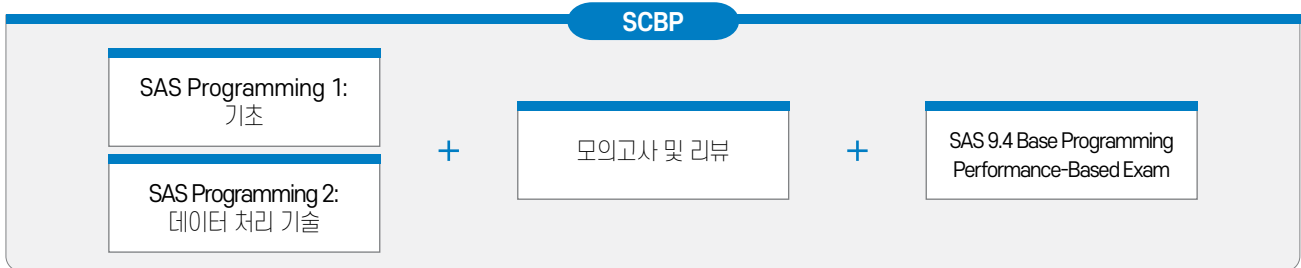 SCBP
SAS Programming 1:
기초
SAS Programming 2:
데이터 처리 기술
+
모의고사 및 리뷰
+
SAS 9.4 Base Programming
Performance-Based Exam